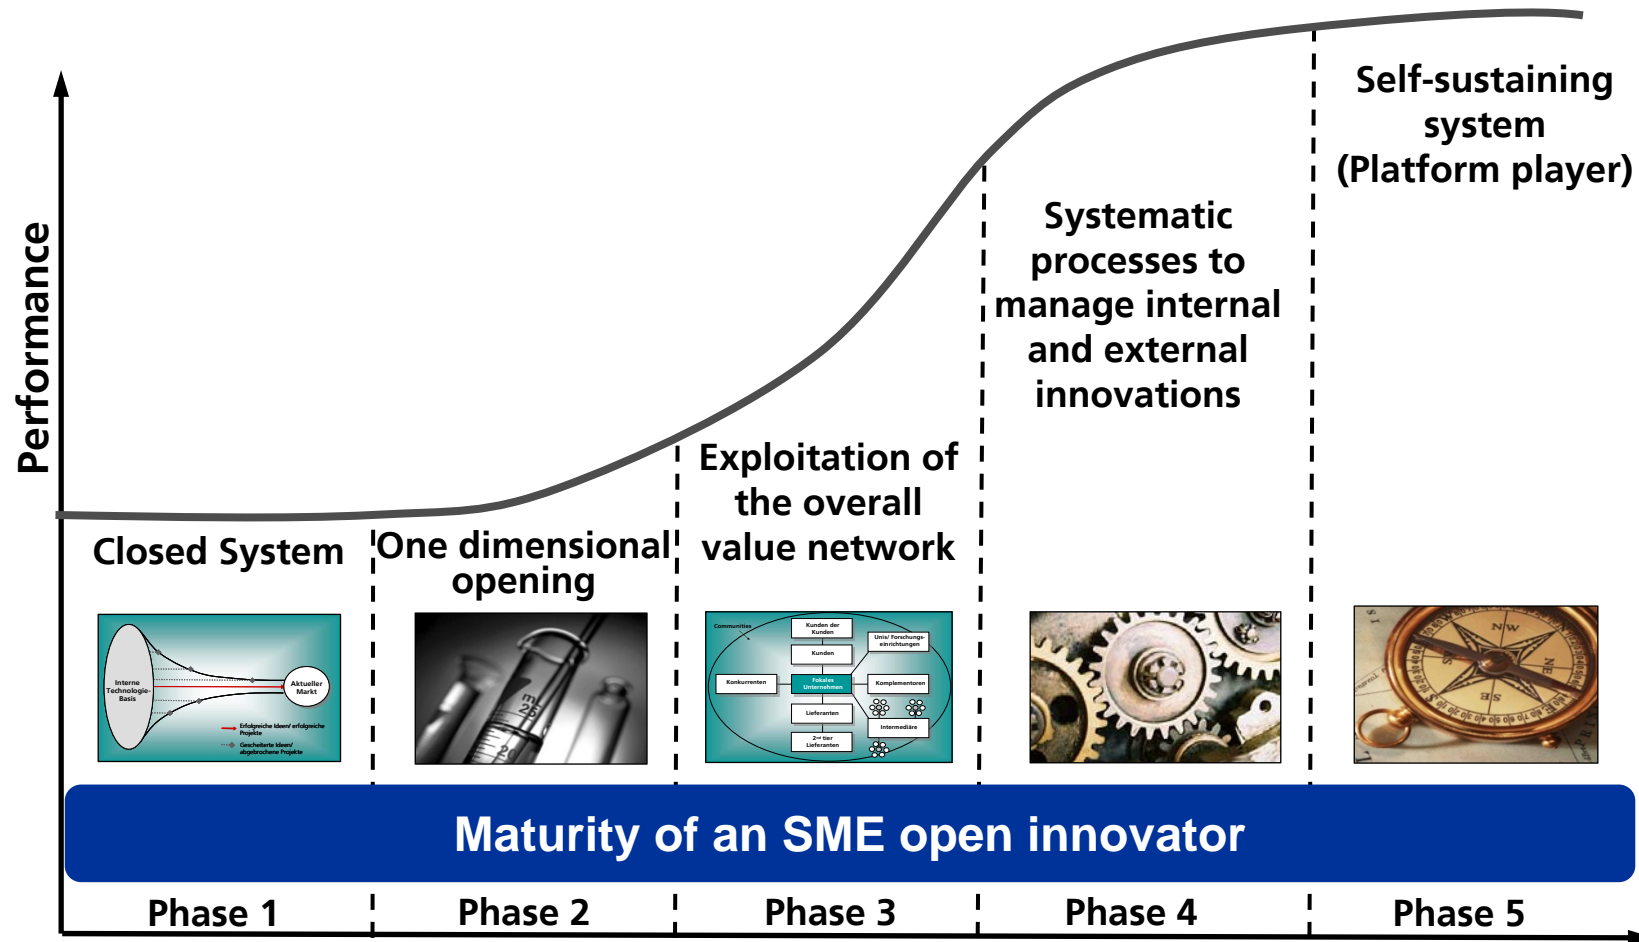 Performance
Self-sustaining
system
(Platform player)
Systematic
processes to
manage internal
and external
innovations
Exploitation of
the overall
value network
Closed System
One dimensional
opening
Interne
Technologie-
Basis
Aktueller
Markt
Erfolgreiche Ideen/ erfolgreiche
Projekte
Gescheiterte Ideen/
abgebrochene Projekte
Communities
Kunden der
Kunden
Unis/ Forschungs-
einrichtungen
Kunden
Konkurrenten
Fokales
Unternehmen
Komplementoren
Lieferanten
Intermediäre
2nd tier
Lieferanten
NW
NE
SE
Maturity of an SME open innovator
Phase 1
Phase 2
Phase 3
Phase 4
Phase 5